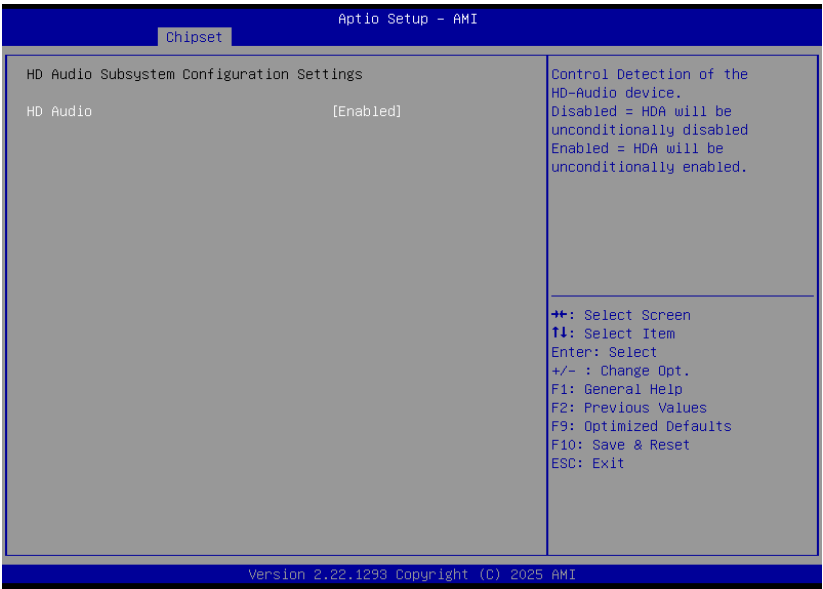 Aptio Setup – AMI
Chipset
HD Audio Subsystem Configuration Settings
HD Audio [Enabled]
Control Detection of the
HD-Audio device.
Disabled = HDA will be
unconditionally disabled
Enabled = HDA will be
unconditionally enabled.
→←: Select Screen
↑↓: Select Item
Enter: Select
+/- : Change Opt.
F1: General Help
F2: Previous Values
F9: Optimized Defaults
F10: Save & Reset
ESC: Exit
Version 2.22.1293 Copyright (C) 2025 AMI